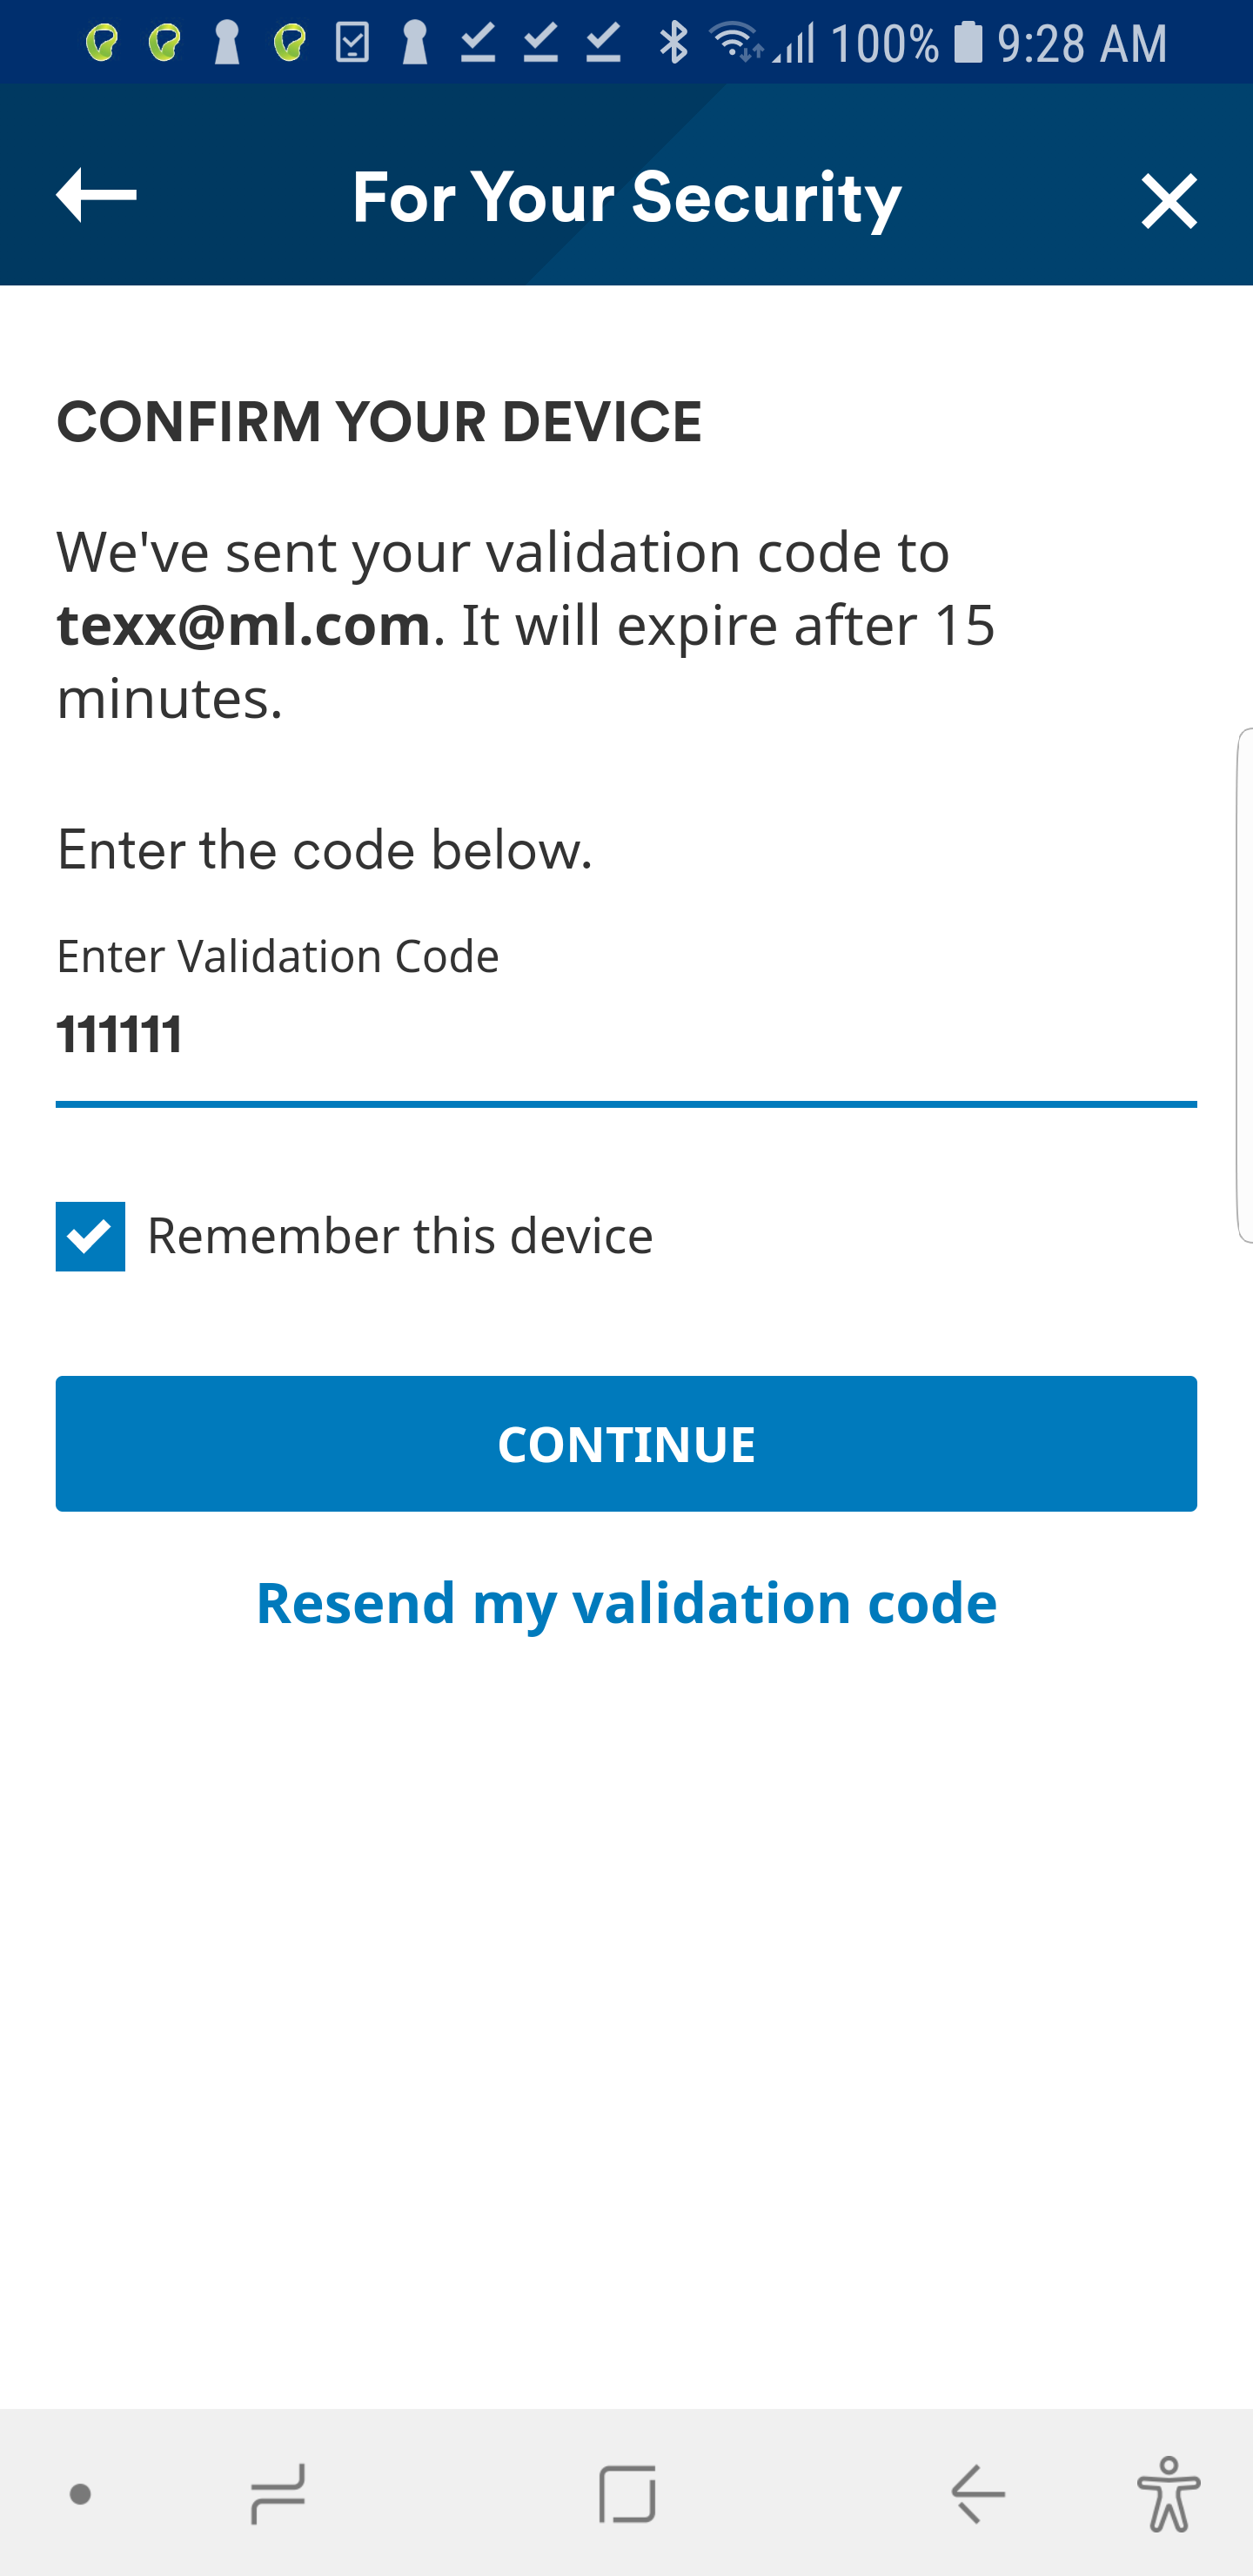 100% 9:28 AM
For Your Security
CONFIRM YOUR DEVICE
We've sent your validation code to
texx@ml.com. It will expire after 15
minutes.
Enter the code below.
Enter Validation Code
111111
Remember this device
CONTINUE
Resend my validation code